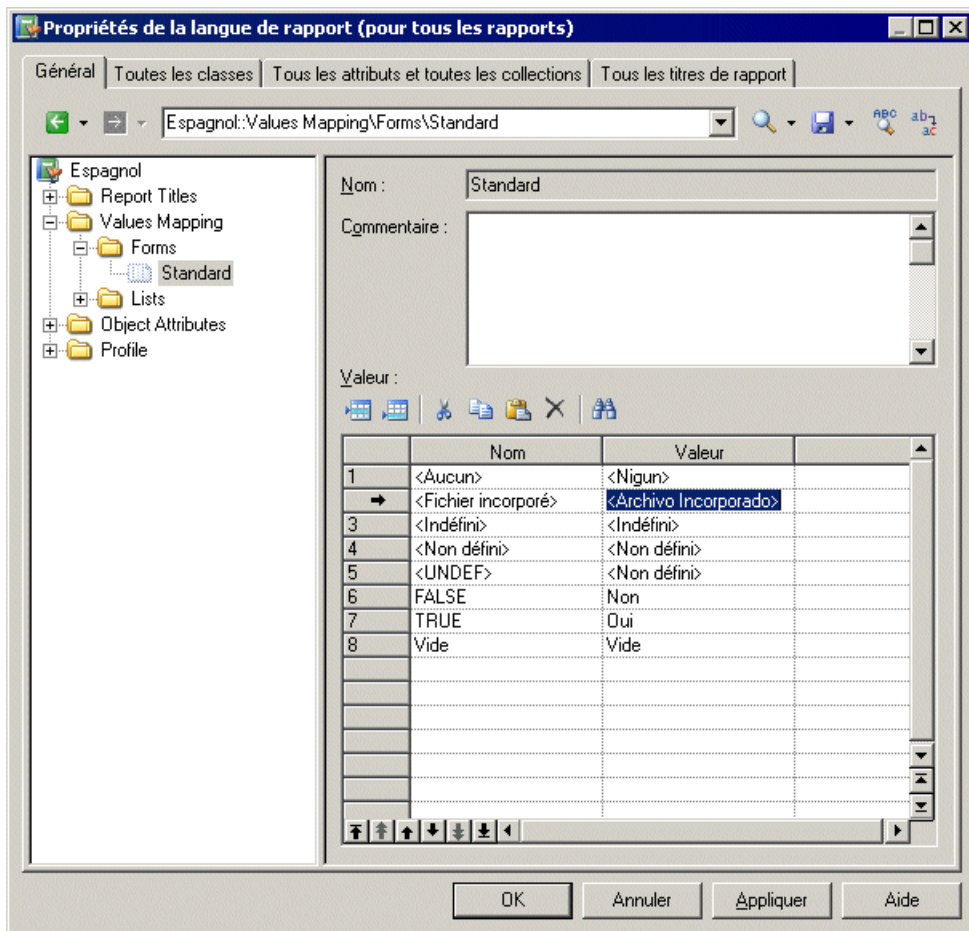 Propriétés de la langue de rapport (pour tous les rapports)
Général
Toutes les classes
Tous les attributs et toutes les collections
Tous les titres de rapport
Espagnol::Values Mapping\Forms\Standard
ABC
ab
ac
Espagnol
Report Titles
Values Mapping
Forms
Standard
Lists
Object Attributes
Profile
Nom :
Standard
Commentaire :
Valeur :
Nom Valeur
1 <Aucun> <Nigun>
<Fichier incorporé> <Archivo Incorporado>
3 <Indéfini> <Indéfini>
4 <Non défini> <Non défini>
5 <UNDEF> <Non défini>
6 FALSE Non
7 TRUE Oui
8 Vide Vide
OK
Annuler
Appliquer
Aide